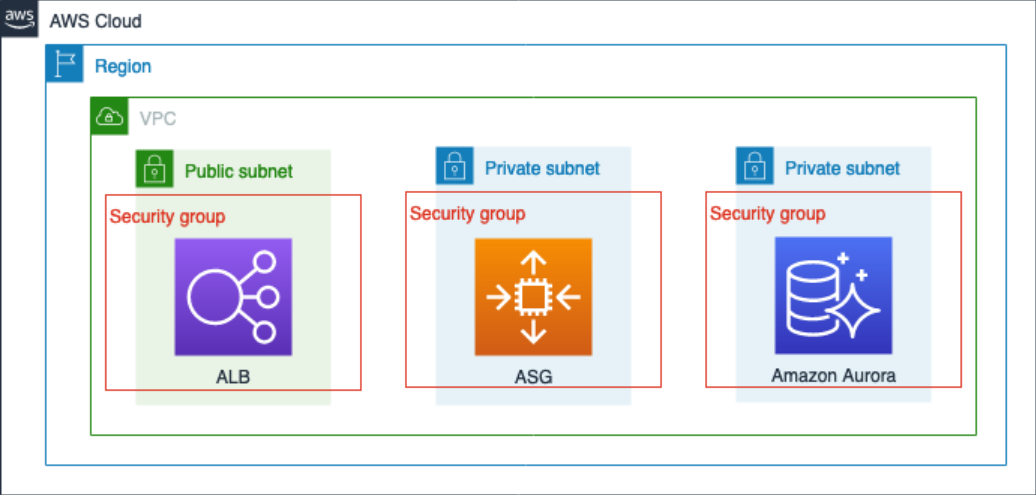 aws
AWS Cloud
Region
VPC
Public subnet
Private subnet
Private subnet
Security group
Security group
Security group
ALB
ASG
Amazon Aurora